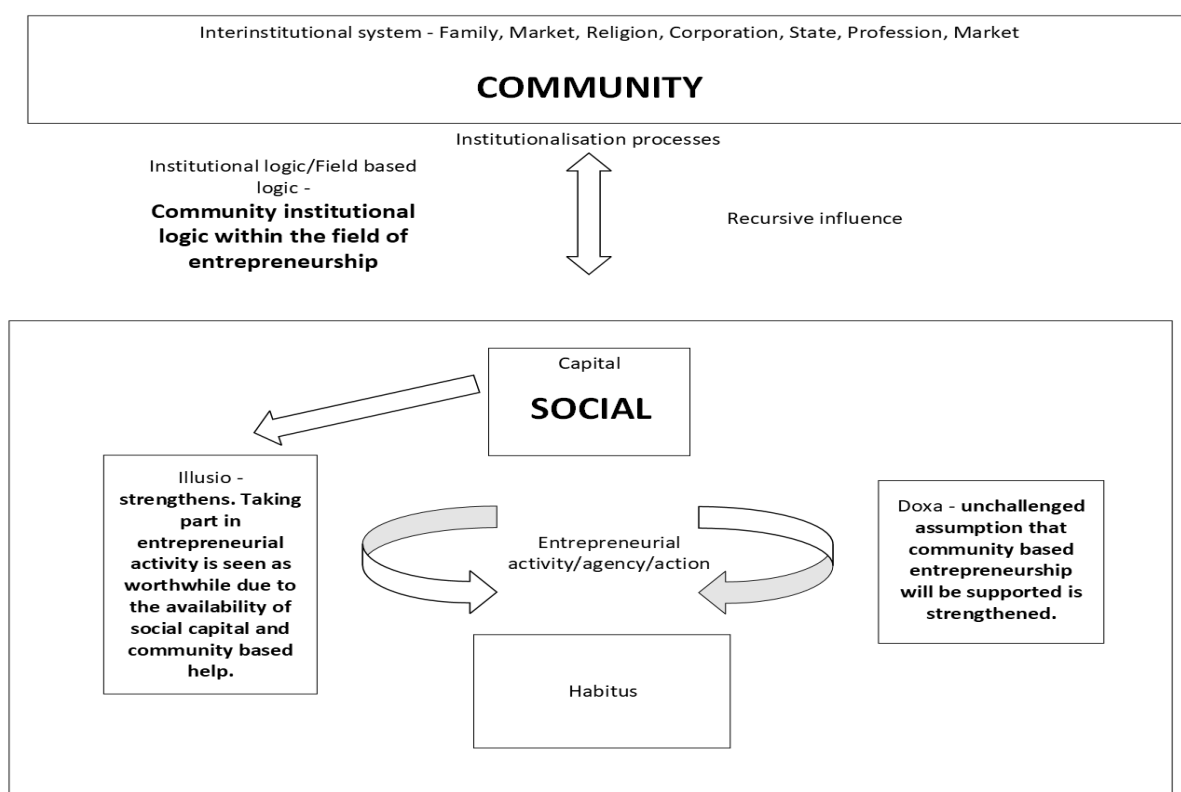 Interinstitutional system - Family, Market, Religion, Corporation, State, Profession, Market
COMMUNITY
Institutionalisation processes
Institutional logic/Field based
logic -
Community institutional
logic within the field of
entrepreneurship
Recursive influence
Capital
SOCIAL
Illusio -
strengthens. Taking
part in
entrepreneurial
activity is seen as
worthwhile due to
the availability of
social capital and
community based
help.
Entrepreneurial
activity/agency/action
Doxa - unchallenged
assumption that
community based
entrepreneurship
will be supported is
strengthened.
Habitus